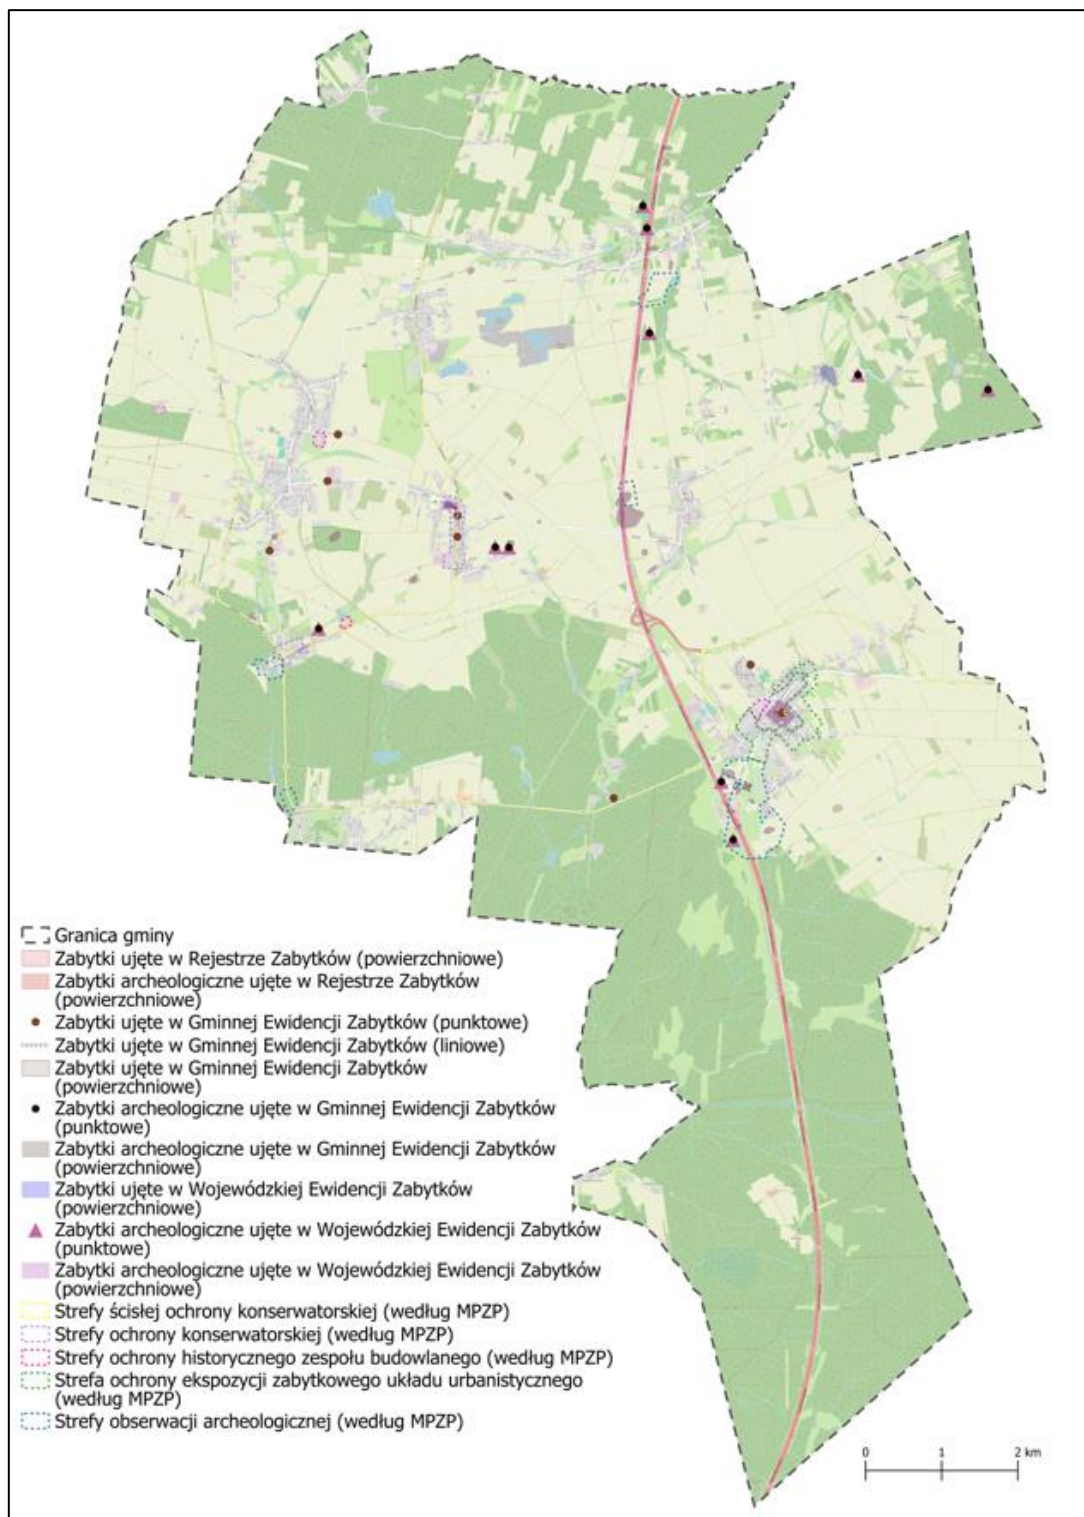 Granica gminy
Zabytki ujęte w Rejestrze Zabytków (powierzchniowe)
Zabytki archeologiczne ujęte w Rejestrze Zabytków
(powierzchniowe)
Zabytki ujęte w Gminnej Ewidencji Zabytków (punktowe)
Zabytki ujęte w Gminnej Ewidencji Zabytków (liniowe)
Zabytki ujęte w Gminnej Ewidencji Zabytków
(powierzchniowe)
Zabytki archeologiczne ujęte w Gminnej Ewidencji Zabytków
(punktowe)
Zabytki archeologiczne ujęte w Gminnej Ewidencji Zabytków
(powierzchniowe)
Zabytki ujęte w Wojewódzkiej Ewidencji Zabytków
(powierzchniowe)
Zabytki archeologiczne ujęte w Wojewódzkiej Ewidencji Zabytków
(punktowe)
Zabytki archeologiczne ujęte w Wojewódzkiej Ewidencji Zabytków
(powierzchniowe)
Strefy ścisłej ochrony konserwatorskiej (według MPZP)
Strefy ochrony konserwatorskiej (według MPZP)
Strefy ochrony historycznego zespołu budowlanego (według MPZP)
Strefa ochrony ekspozycji zabytkowego układu urbanistycznego
(według MPZP)
Strefy obserwacji archeologicznej (według MPZP)
0 1 2 km